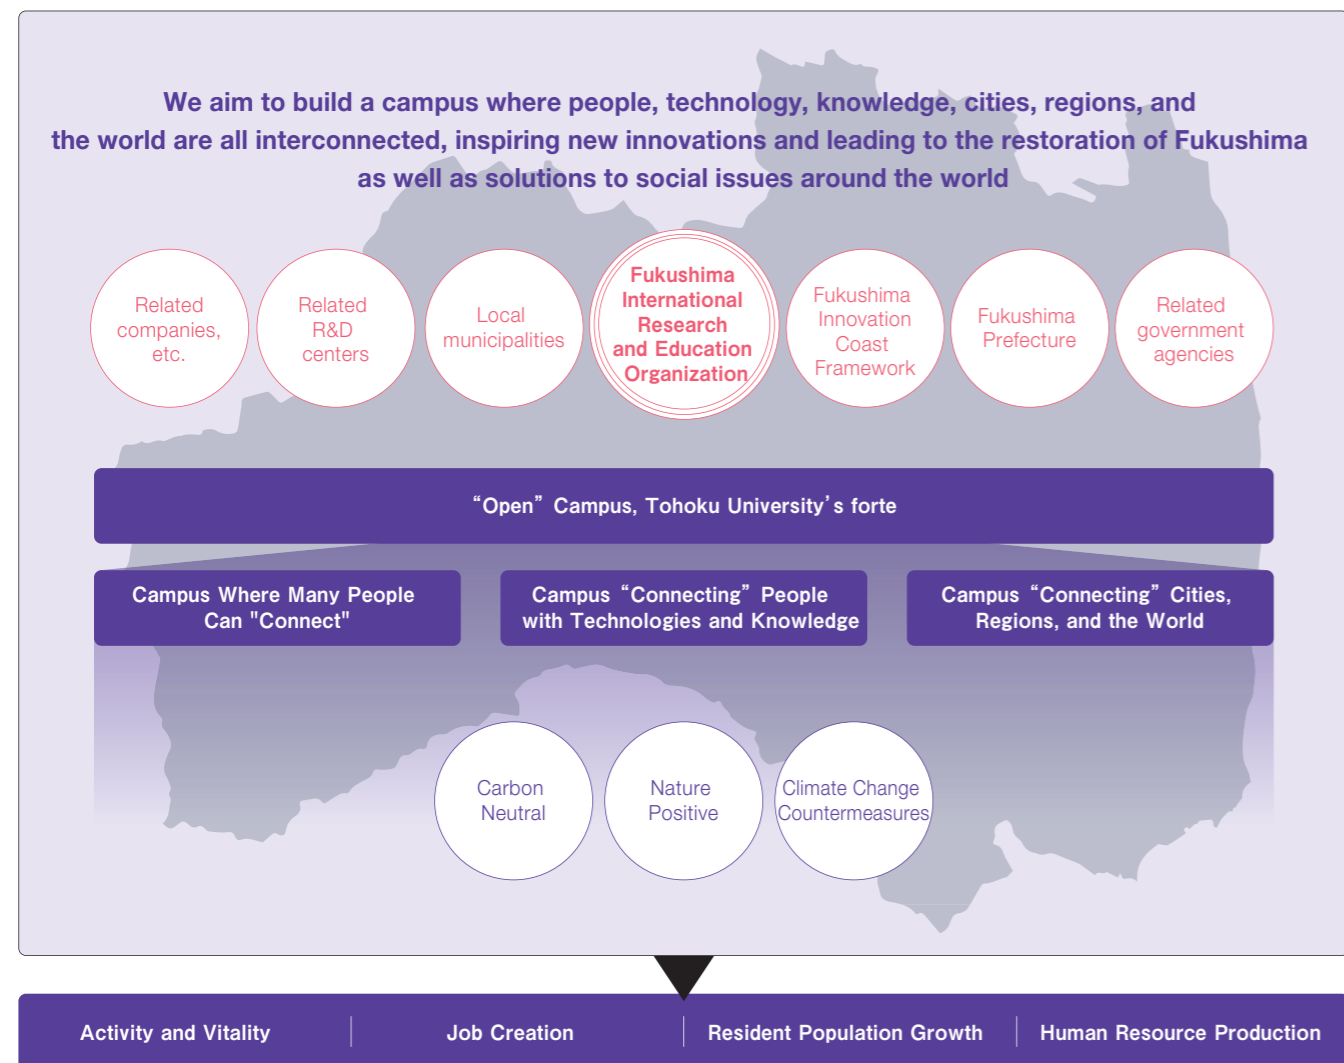 We aim to build a campus where people, technology, knowledge, cities, regions, and
the world are all interconnected, inspiring new innovations and leading to the restoration of Fukushima
as well as solutions to social issues around the world
Related
companies,
etc.
Related
R&D
centers
Local
municipalities
Fukushima
International
Research
and Education
Organization
Fukushima
Innovation
Coast
Framework
Fukushima
Prefecture
Related
government
agencies
“Open” Campus, Tohoku University’s forte
Campus Where Many People
Can "Connect"
Campus “Connecting” People
with Technologies and Knowledge
Campus “Connecting” Cities,
Regions, and the World
Carbon
Neutral
Nature
Positive
Climate Change
Countermeasures
Activity and Vitality
Job Creation
Resident Population Growth
Human Resource Production